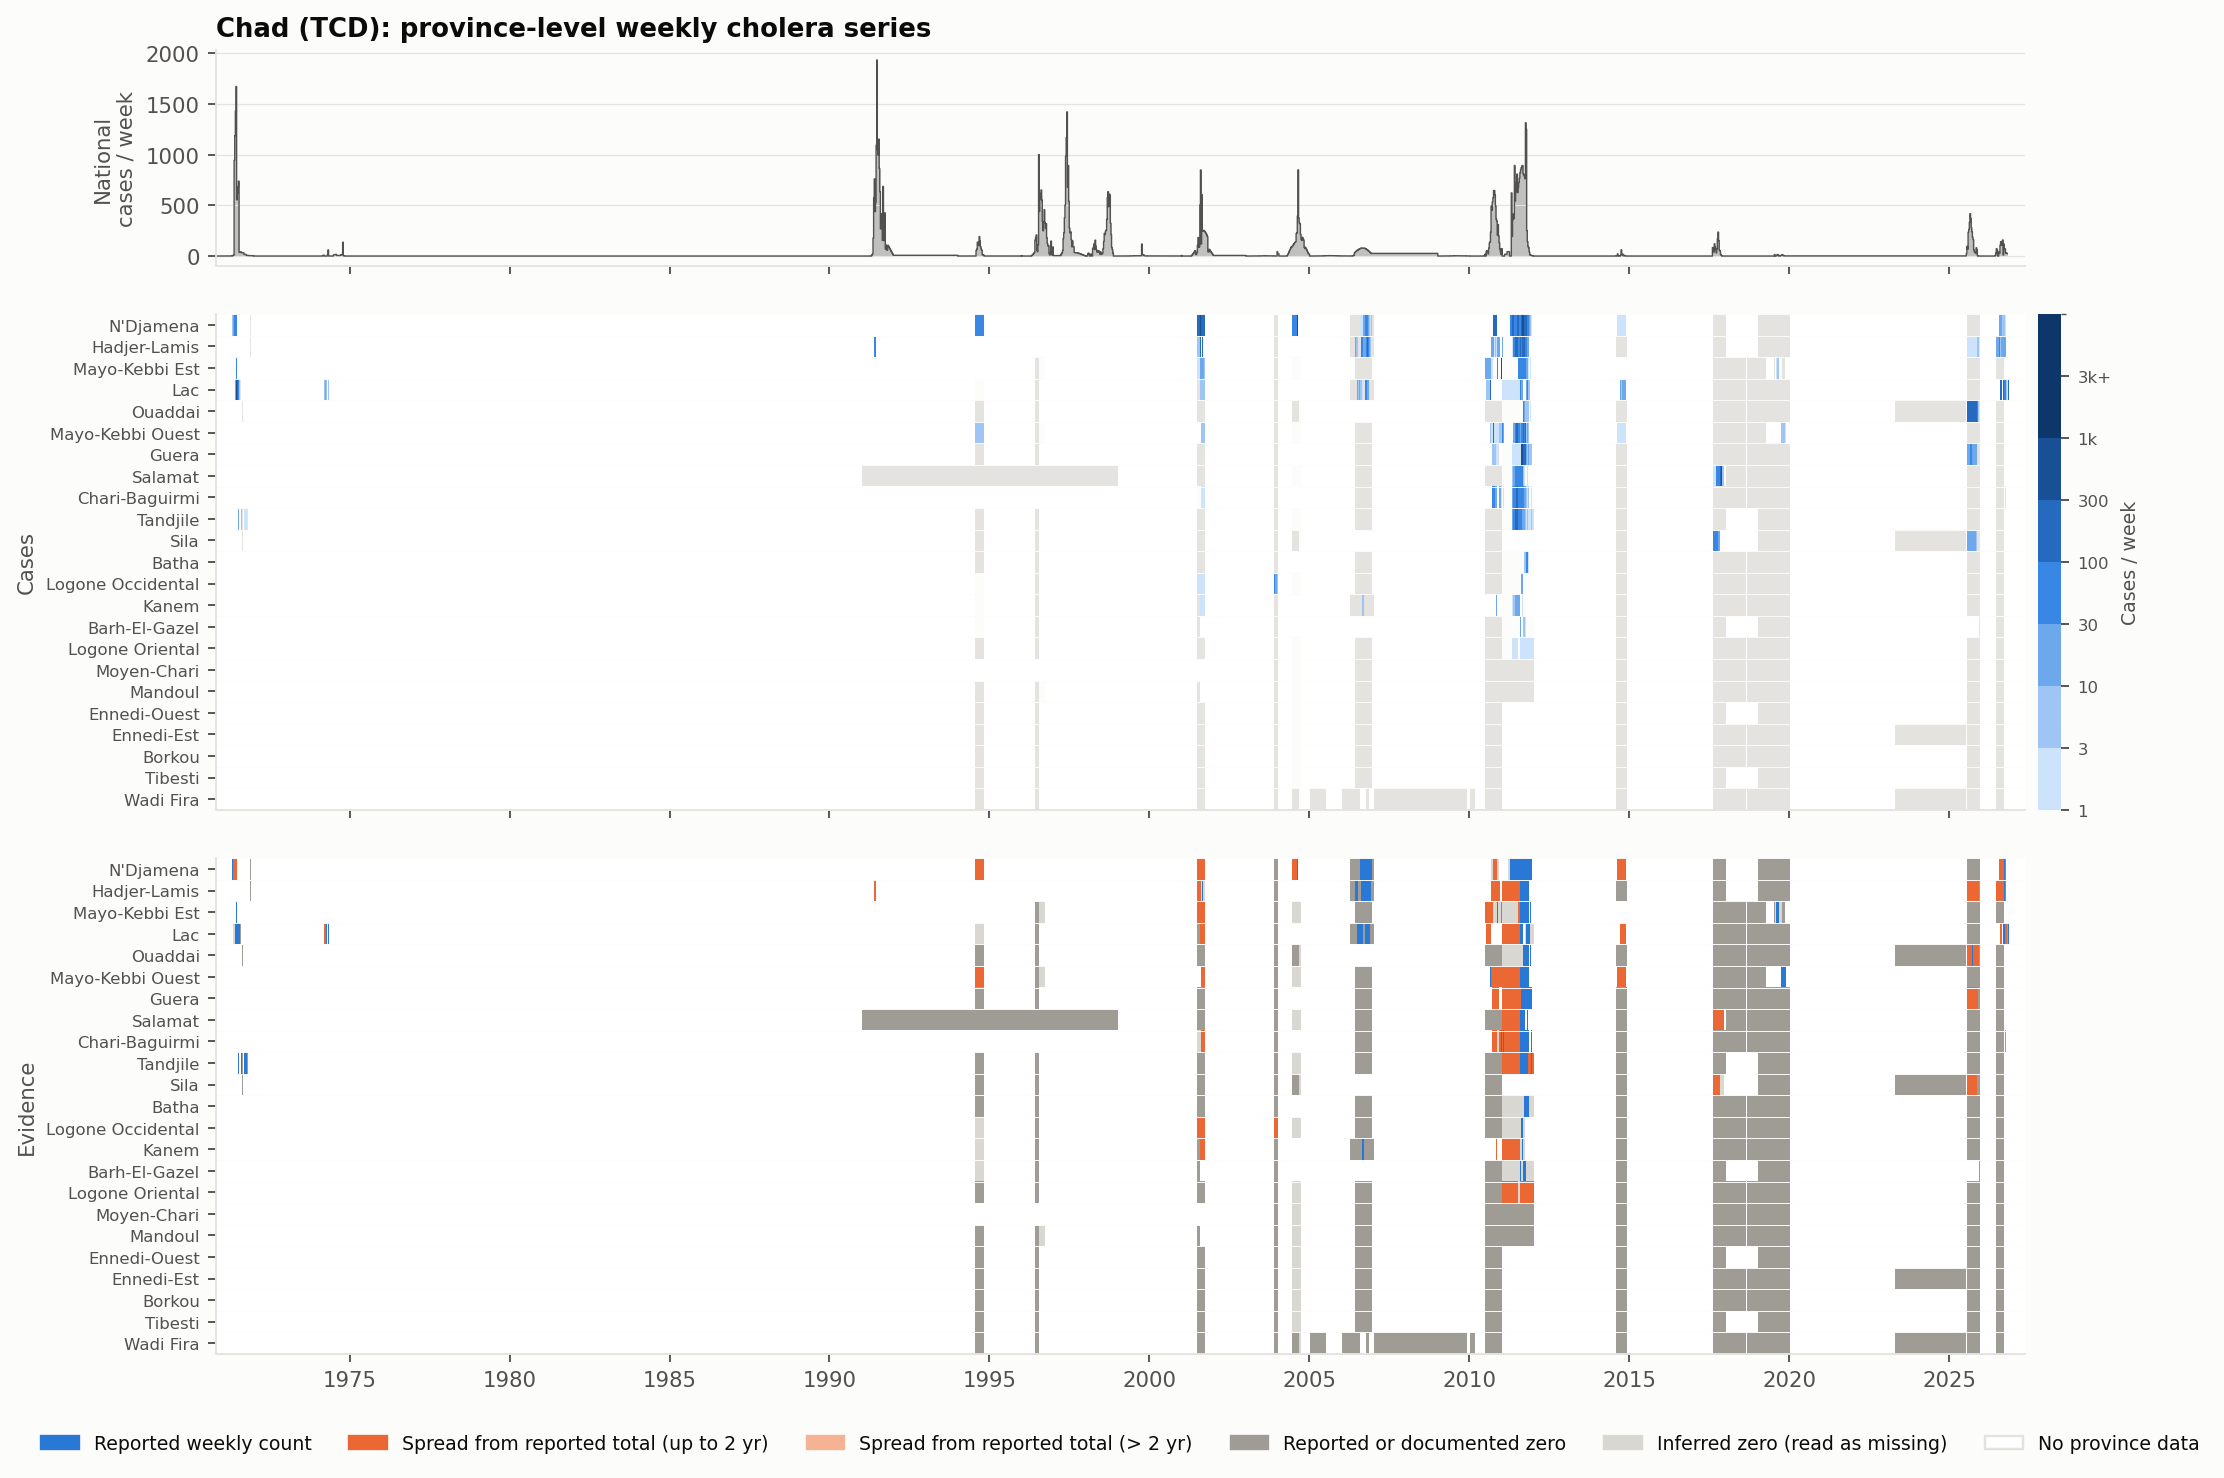 Chad (TCD): province-level weekly cholera series
National
cases / week
2000
1500
1000
500
0
Cases
N'Djamena
Hadjer-Lamis
Mayo-Kebbi Est
Lac
Ouaddai
Mayo-Kebbi Ouest
Guera
Salamat
Chari-Baguirmi
Tandjile
Sila
Batha
Logone Occidental
Kanem
Barh-El-Gazel
Logone Oriental
Moyen-Chari
Mandoul
Ennedi-Ouest
Ennedi-Est
Borkou
Tibesti
Wadi Fira
3k+
1k
300
100
30
10
3
1
Cases / week
Evidence
N'Djamena
Hadjer-Lamis
Mayo-Kebbi Est
Lac
Ouaddai
Mayo-Kebbi Ouest
Guera
Salamat
Chari-Baguirmi
Tandjile
Sila
Batha
Logone Occidental
Kanem
Barh-El-Gazel
Logone Oriental
Moyen-Chari
Mandoul
Ennedi-Ouest
Ennedi-Est
Borkou
Tibesti
Wadi Fira
1975 1980 1985 1990 1995 2000 2005 2010 2015 2020 2025
Reported weekly count Spread from reported total (up to 2 yr) Spread from reported total (> 2 yr) Reported or documented zero Inferred zero (read as missing) No province data